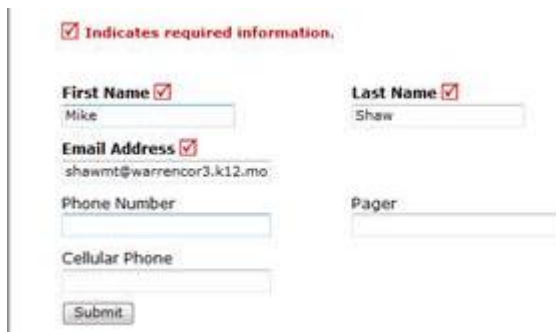 Indicates required information.
First Name Last Name
Mike Shaw
Email Address
shawmt@warrencor3.k12.mo
Phone Number Pager
Cellular Phone
Submit